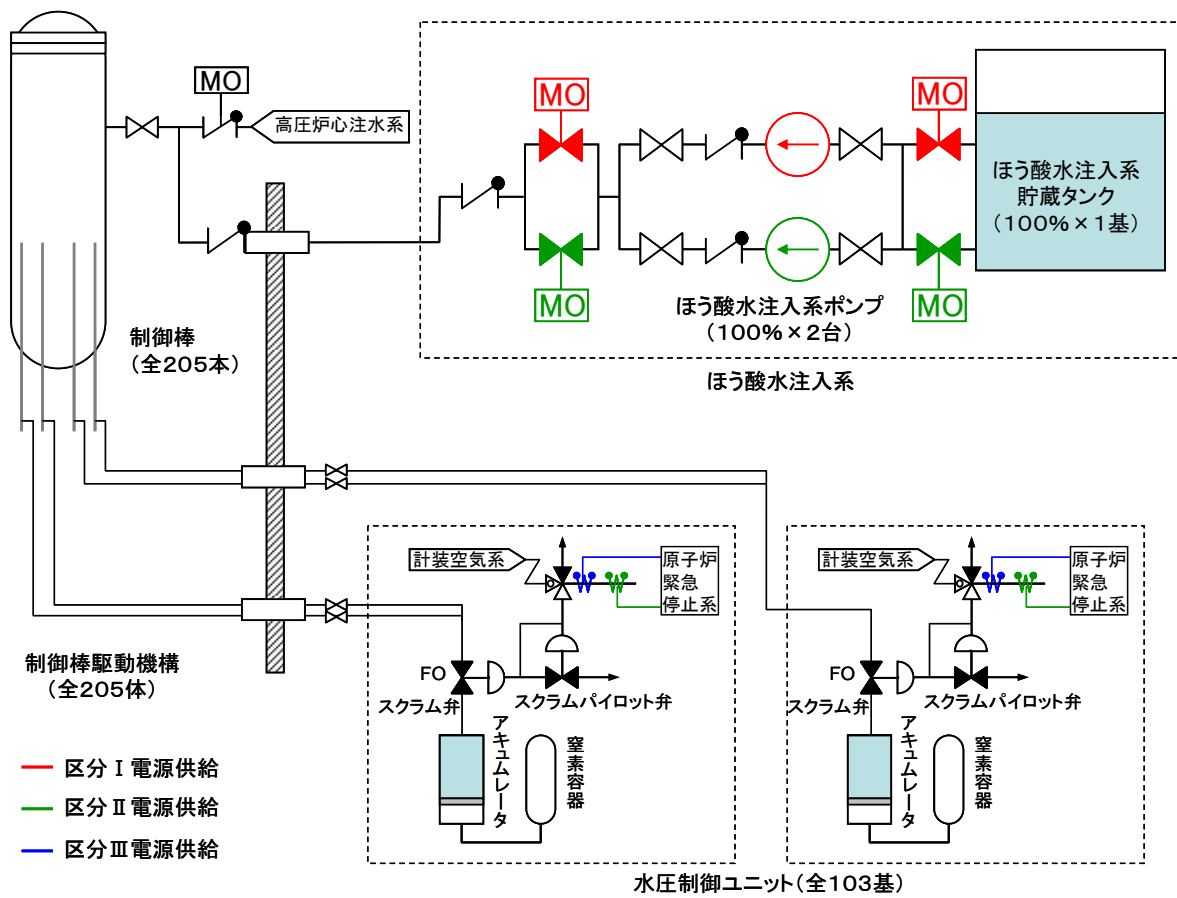 MO
高圧炉心注水系
MO
MO
MO
MO
ほう酸水注入系
貯蔵タンク
(100%×1基)
ほう酸水注入系ポンプ
(100%×2台)
ほう酸水注入系
制御棒
(全205本)
制御棒駆動機構
(全205体)
計装空気系
原子炉
緊急
停止系
FO
スクラム弁
スクラムパイロット弁
アキュムレータ
窒素容器
計装空気系
原子炉
緊急
停止系
FO
スクラム弁
スクラムパイロット弁
アキュムレータ
窒素容器
水圧制御ユニット(全103基)
区分Ⅰ電源供給
区分Ⅱ電源供給
区分Ⅲ電源供給